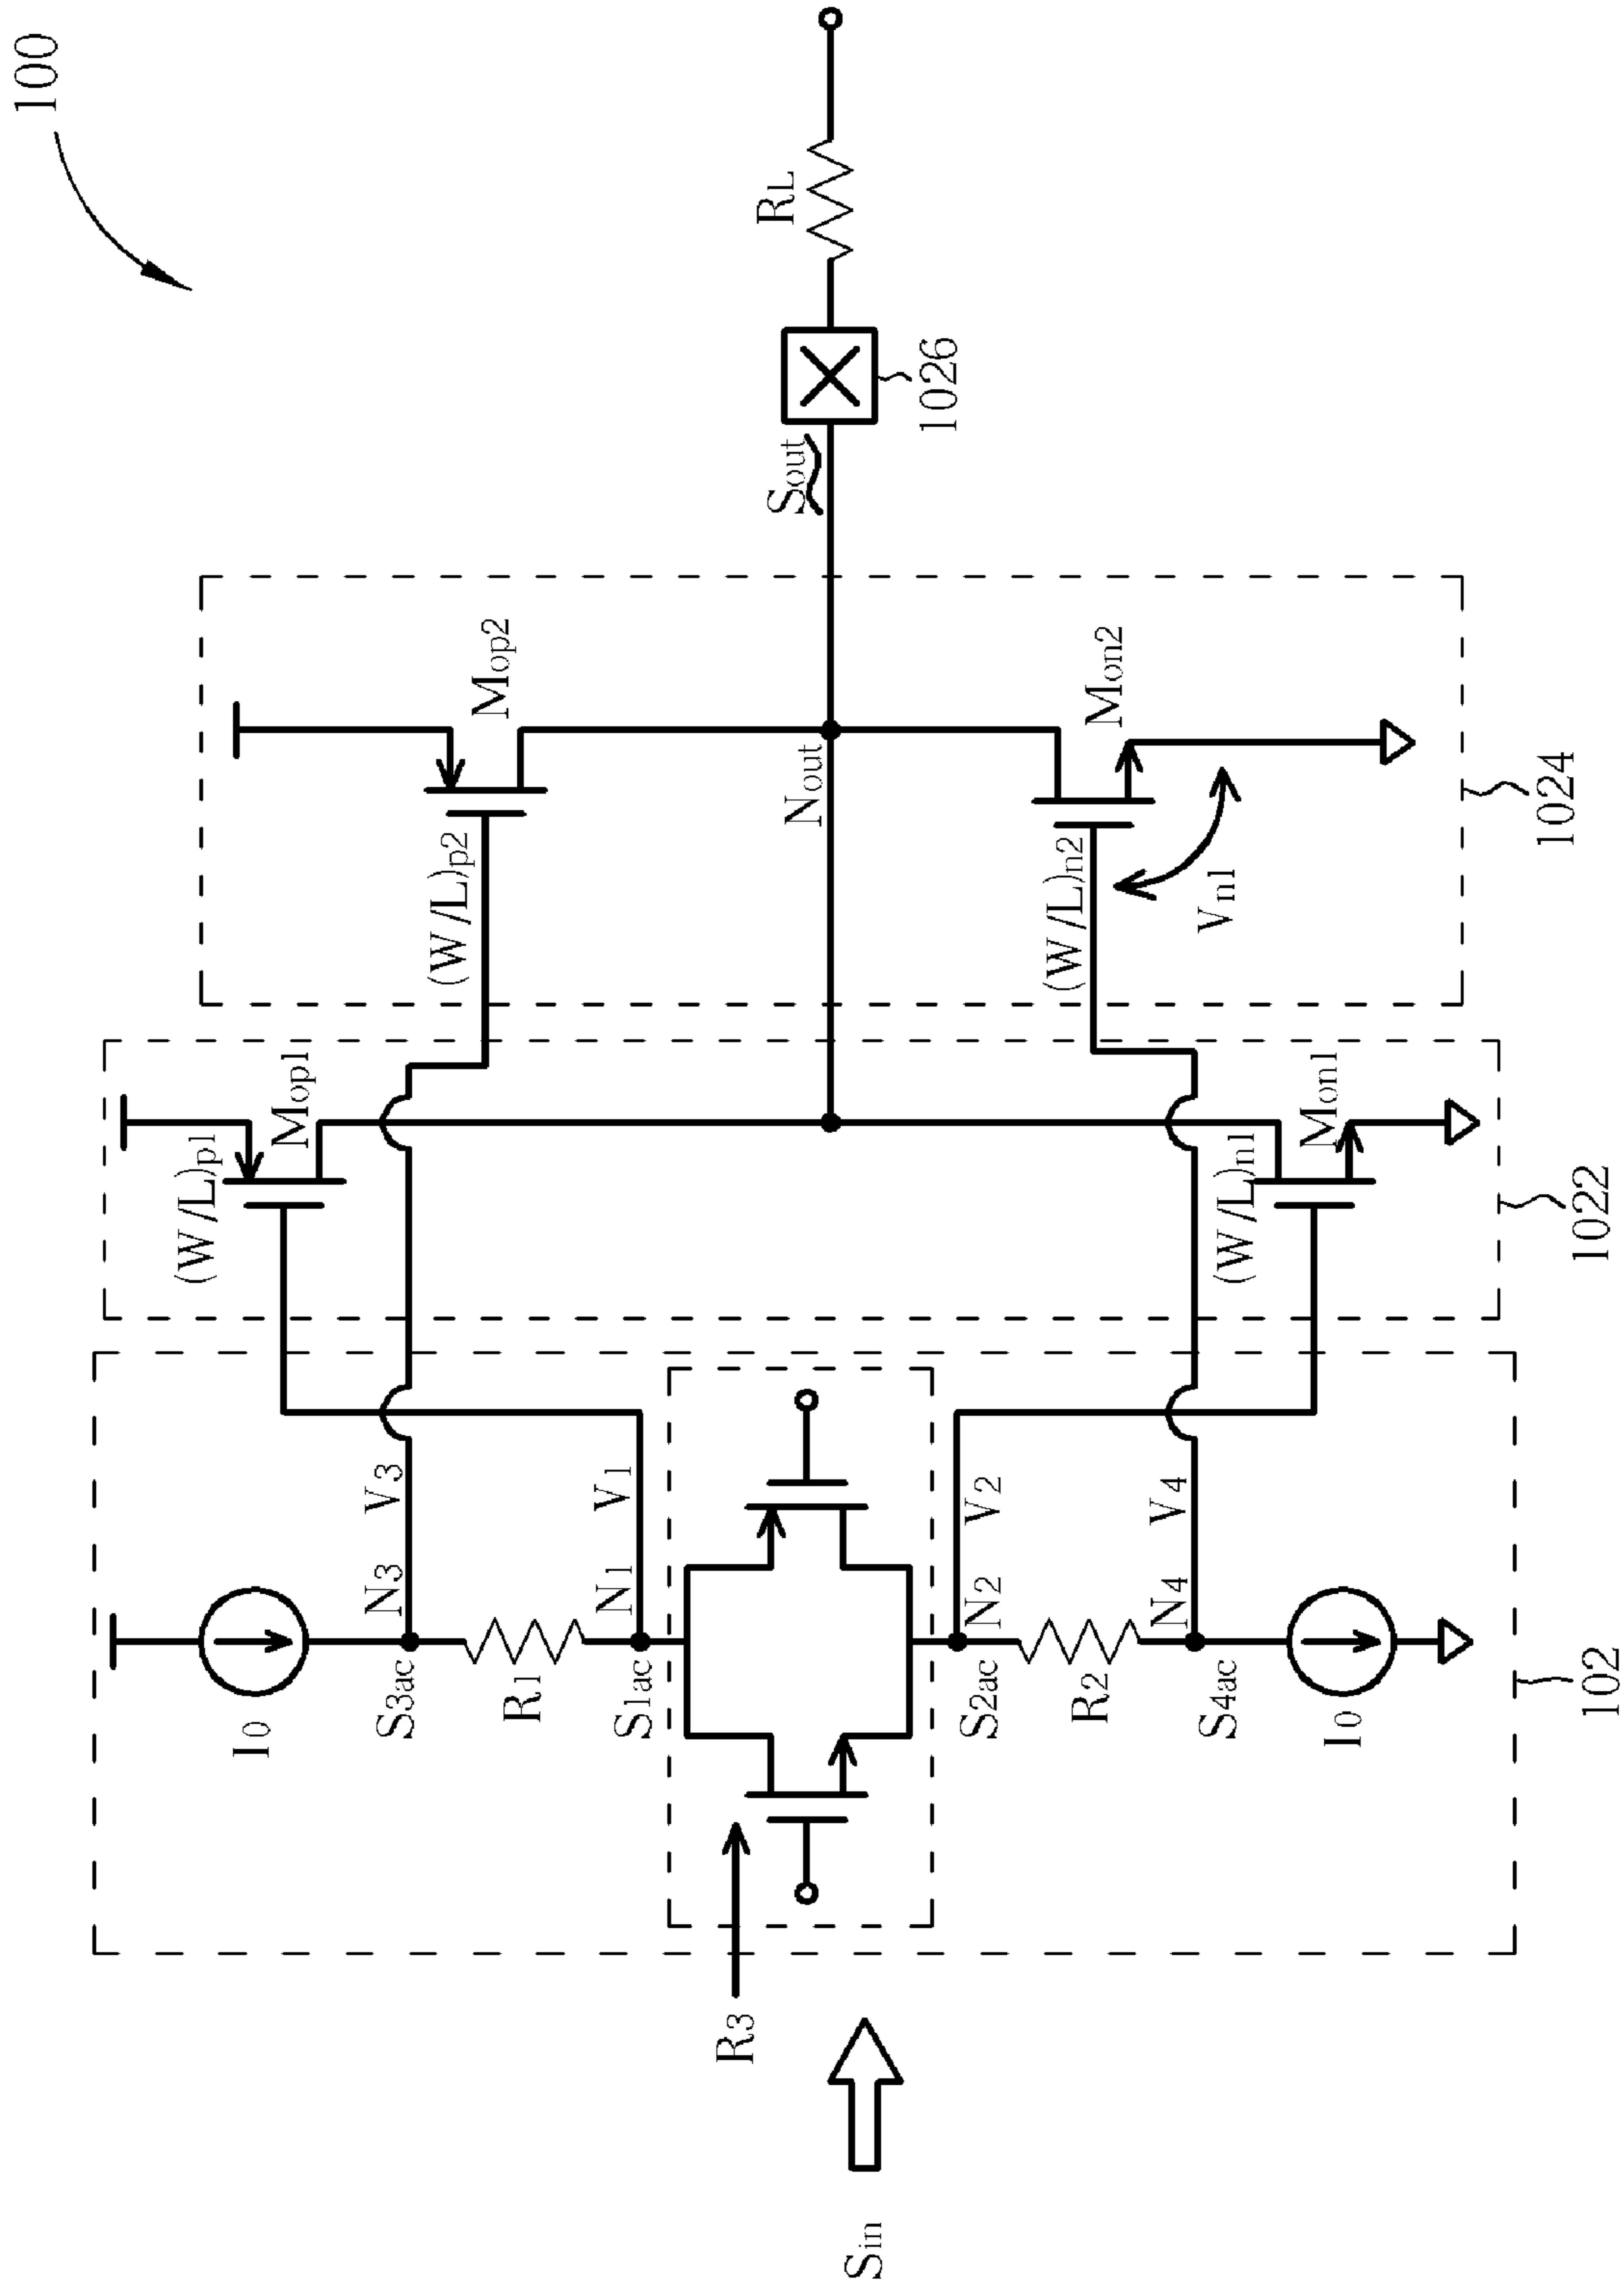 100
I0
N3
V3
S3ac
R1
N1
V1
S1ac
R3
Sin
N2
V2
S2ac
R2
N4
V4
S4ac
I0
102
(W/L)p1
Mop1
(W/L)n1
Mon1
1022
(W/L)p2
Mop2
Nout
(W/L)n2
Mon2
Vn1
1024
Sout
1026
RL